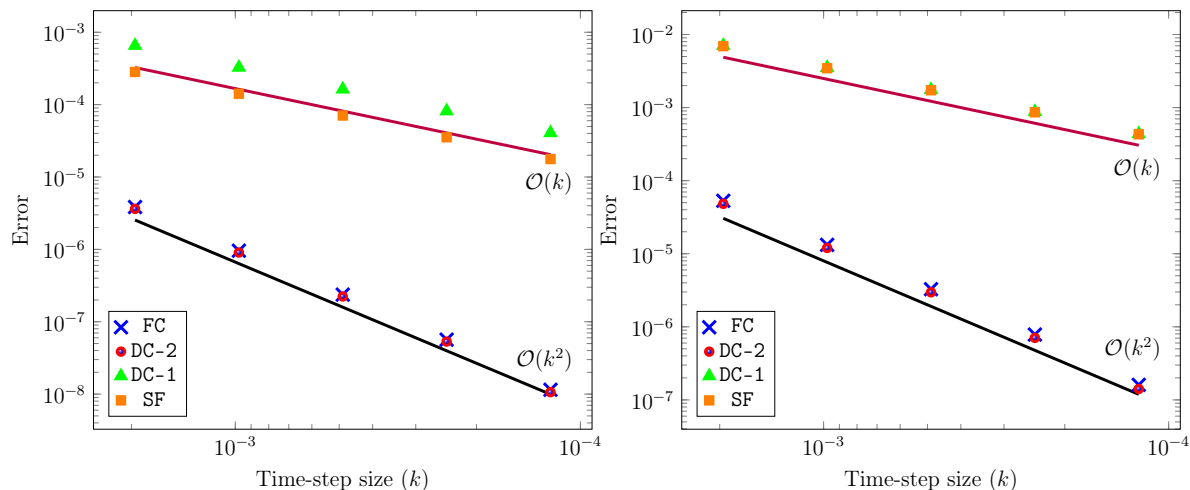 10⁻³
10⁻⁴
10⁻⁵
10⁻⁶
10⁻⁷
10⁻⁸
Error
𝒪(k)
𝒪(k²)
FC
DC-2
DC-1
SF
10⁻³
10⁻⁴
Time-step size (k)
10⁻²
10⁻³
10⁻⁴
10⁻⁵
10⁻⁶
10⁻⁷
Error
𝒪(k)
𝒪(k²)
FC
DC-2
DC-1
SF
10⁻³
10⁻⁴
Time-step size (k)